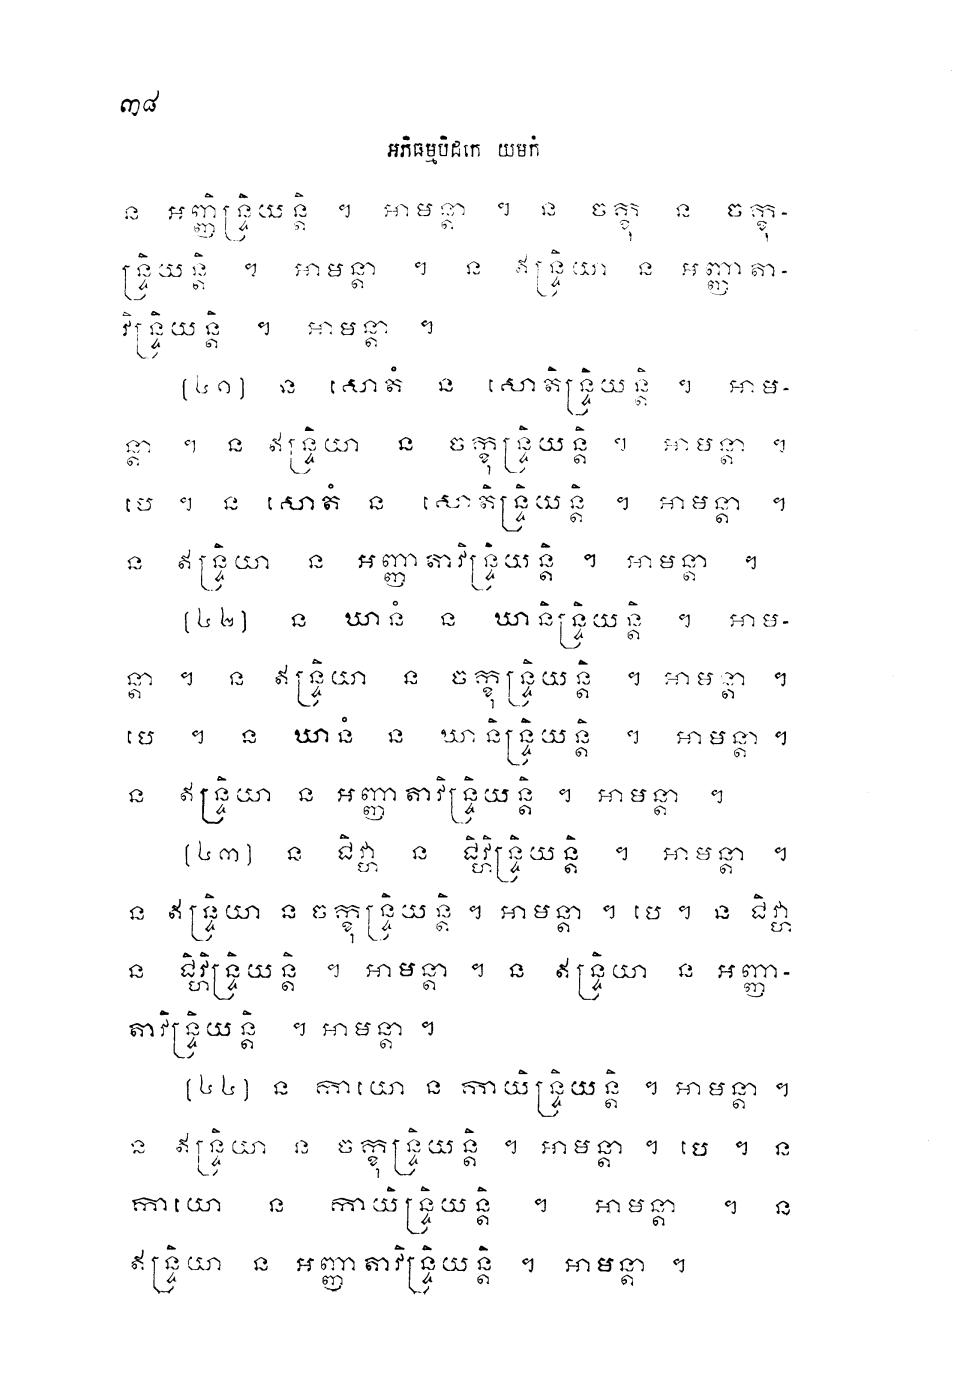 ៣៨
អភិធម្មបិដកេ យមកំ
ន អញ្ញិន្ទ្រិយន្តិ ។ អាមន្តា ។ ន ចក្ខុ ន ចក្ខុ-
ន្ទ្រិយន្តិ ។ អាមន្តា ។ ន ឥន្ទ្រិយា ន អញ្ញាតា-
វិន្ទ្រិយន្តិ ។ អាមន្តា ។
(៤១) ន សោតំ ន សោតិន្ទ្រិយន្តិ ។ អាម-
ន្តា ។ ន ឥន្ទ្រិយា ន ចក្ខុន្ទ្រិយន្តិ ។ អាមន្តា ។
បេ ។ ន សោតំ ន សោតិន្ទ្រិយន្តិ ។ អាមន្តា ។
ន ឥន្ទ្រិយា ន អញ្ញាតាវិន្ទ្រិយន្តិ ។ អាមន្តា ។
(៤២) ន ឃានំ ន ឃានិន្ទ្រិយន្តិ ។ អាម-
ន្តា ។ ន ឥន្ទ្រិយា ន ចក្ខុន្ទ្រិយន្តិ ។ អាមន្តា ។
បេ ។ ន ឃានំ ន ឃានិន្ទ្រិយន្តិ ។ អាមន្តា ។
ន ឥន្ទ្រិយា ន អញ្ញាតាវិន្ទ្រិយន្តិ ។ អាមន្តា ។
(៤៣) ន ជិវ្ហា ន ជិវ្ហិន្ទ្រិយន្តិ ។ អាមន្តា ។
ន ឥន្ទ្រិយា ន ចក្ខុន្ទ្រិយន្តិ ។ អាមន្តា ។ បេ ។ ន ជិវ្ហា
ន ជិវ្ហិន្ទ្រិយន្តិ ។ អាមន្តា ។ ន ឥន្ទ្រិយា ន អញ្ញា-
តាវិន្ទ្រិយន្តិ ។ អាមន្តា ។
(៤៤) ន កាយោ ន កាយិន្ទ្រិយន្តិ ។ អាមន្តា ។
ន ឥន្ទ្រិយា ន ចក្ខុន្ទ្រិយន្តិ ។ អាមន្តា ។ បេ ។ ន
កាយោ ន កាយិន្ទ្រិយន្តិ ។ អាមន្តា ។ ន
ឥន្ទ្រិយា ន អញ្ញាតាវិន្ទ្រិយន្តិ ។ អាមន្តា ។